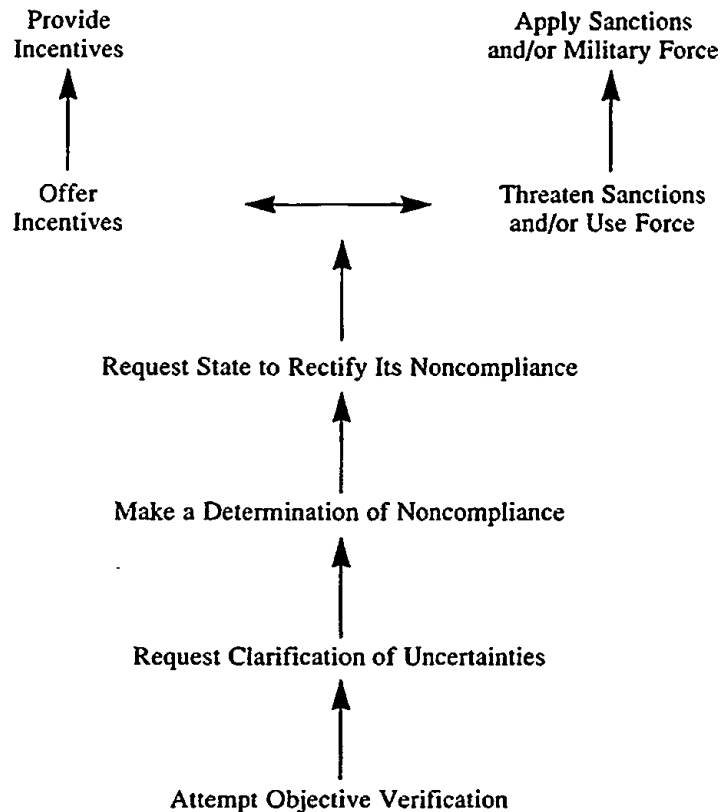 Provide
Incentives
Apply Sanctions
and/or Military Force
Offer
Incentives
Threaten Sanctions
and/or Use Force
Request State to Rectify Its Noncompliance
Make a Determination of Noncompliance
Request Clarification of Uncertainties
Attempt Objective Verification